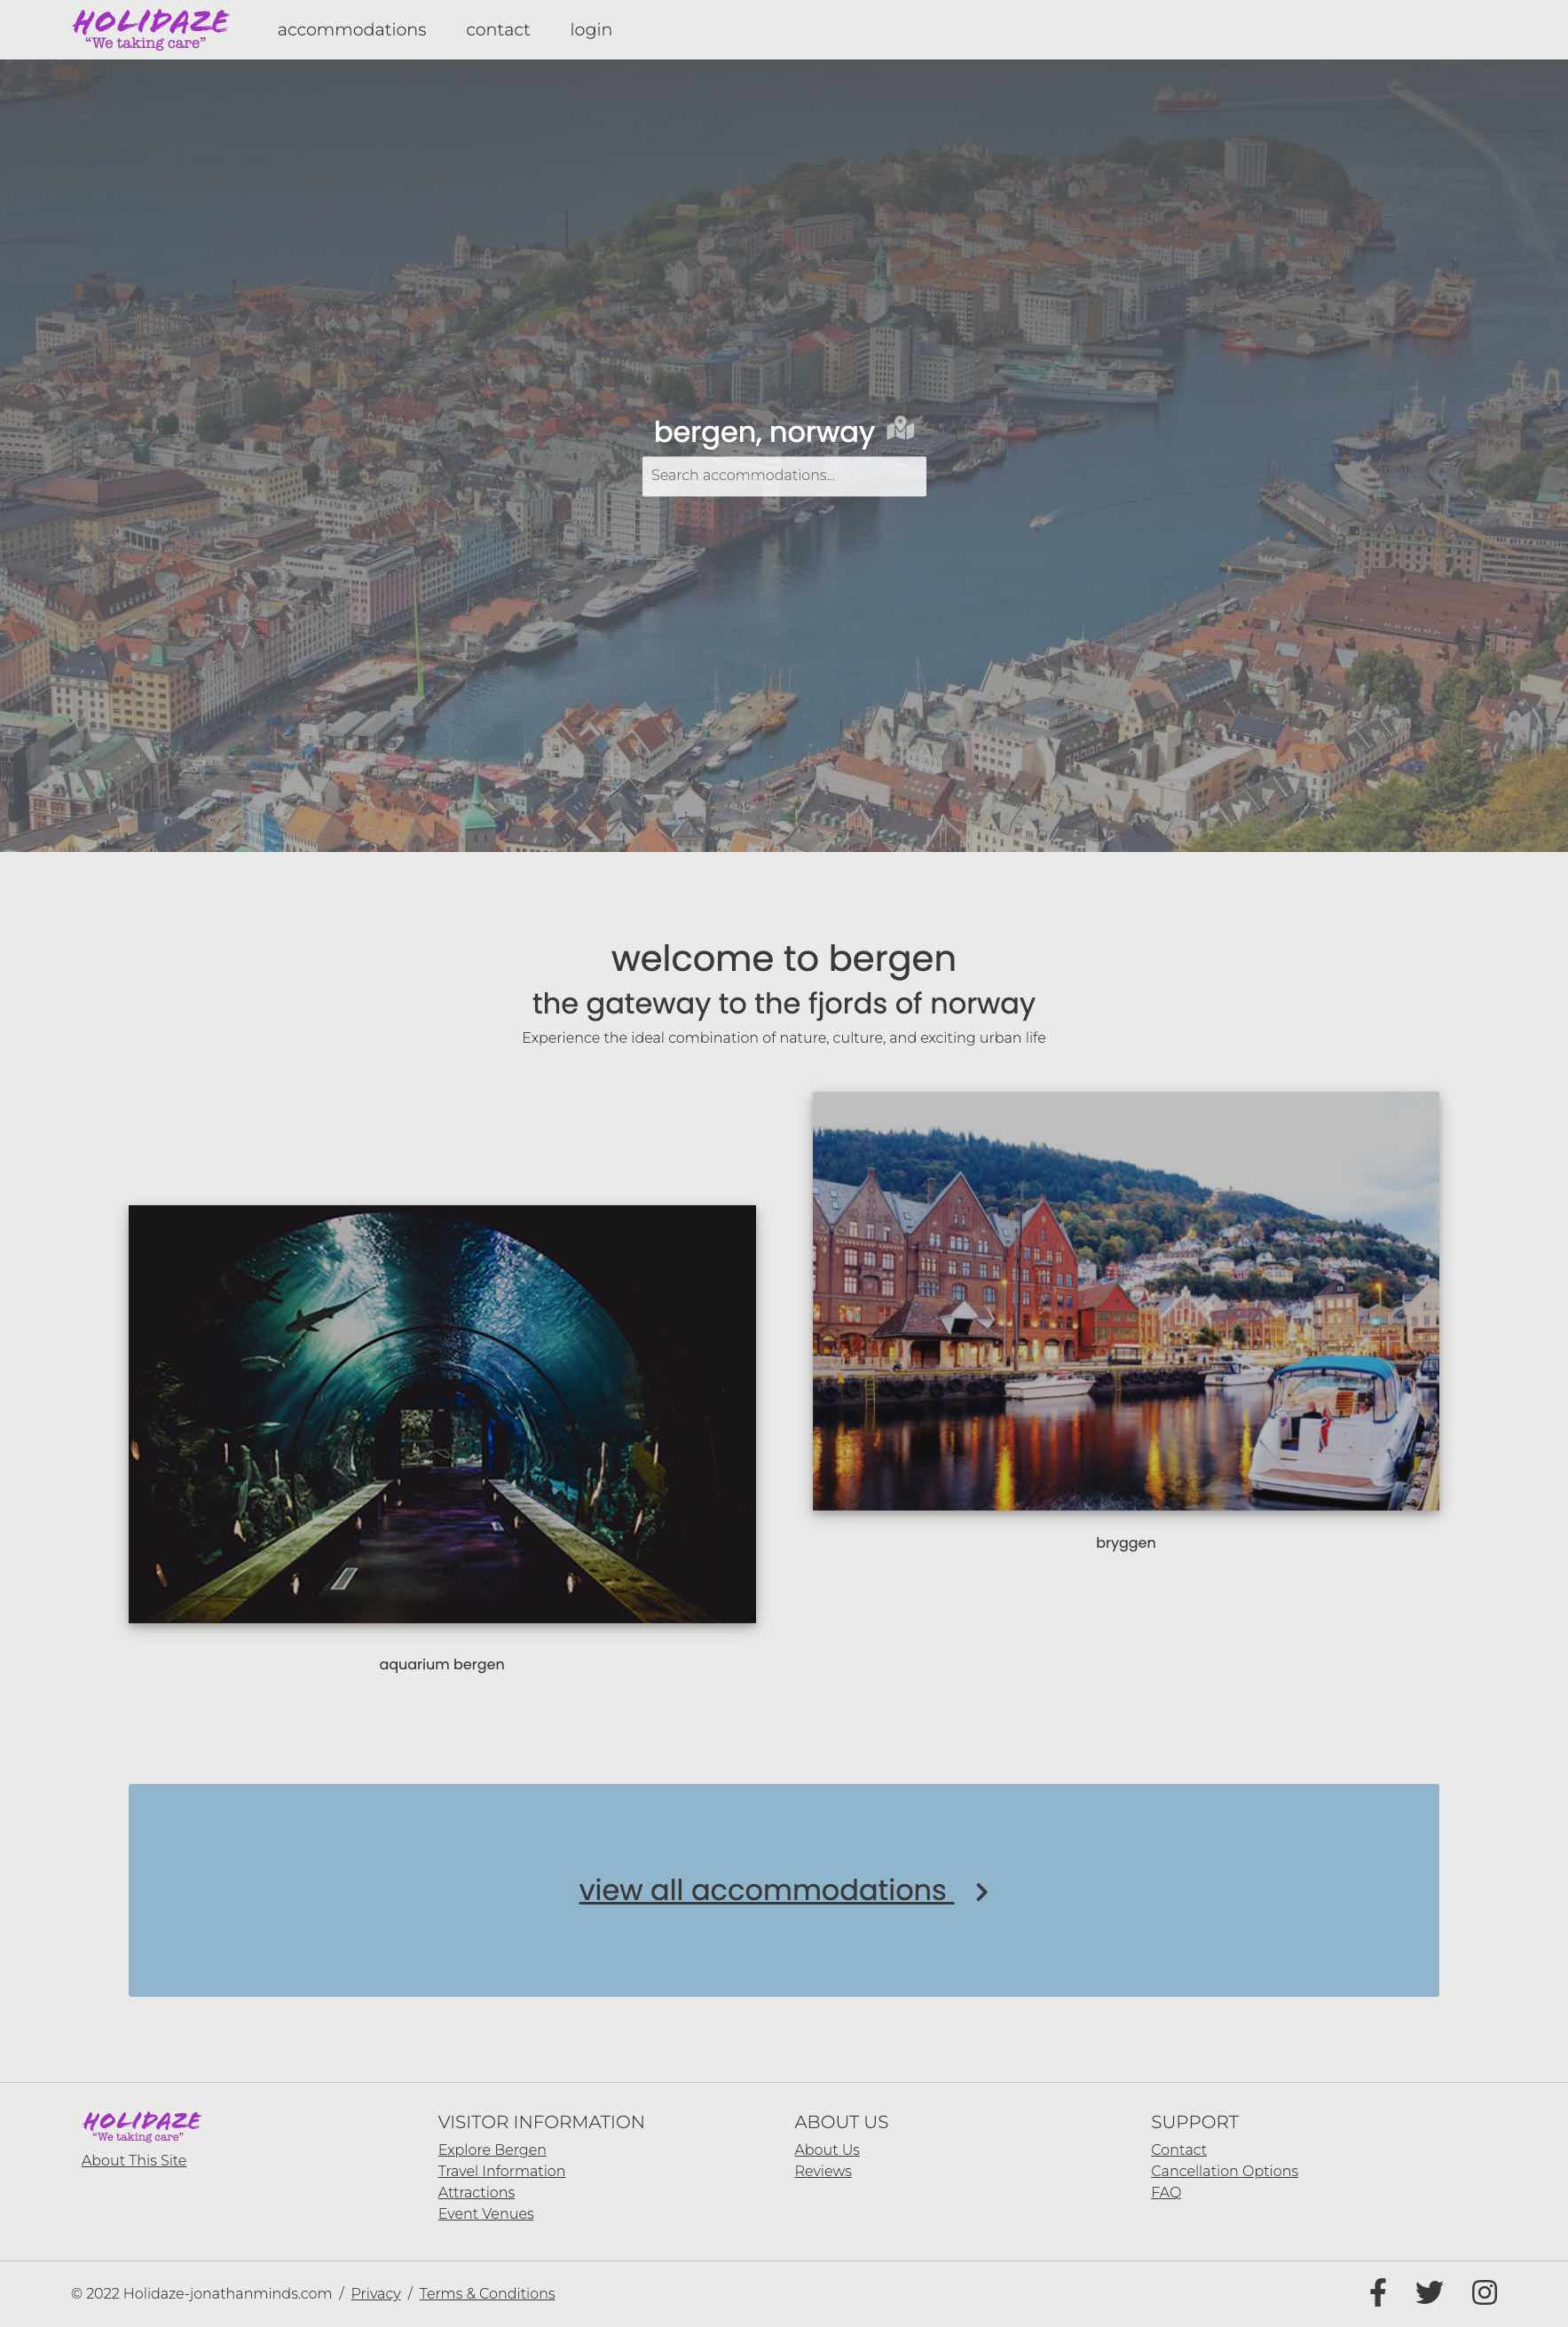 HOLIDAZE
“We taking care”
accommodations contact login
bergen, norway
Search accommodations...
welcome to bergen
the gateway to the fjords of norway
Experience the ideal combination of nature, culture, and exciting urban life
bryggen
aquarium bergen
view all accommodations
HOLIDAZE
“We taking care”
About This Site
VISITOR INFORMATION
Explore Bergen
Travel Information
Attractions
Event Venues
ABOUT US
About Us
Reviews
SUPPORT
Contact
Cancellation Options
FAQ
© 2022 Holidaze-jonathanminds.com / Privacy / Terms & Conditions